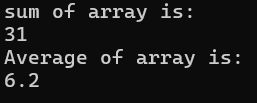 sum of array is:
31
Average of array is:
6.2